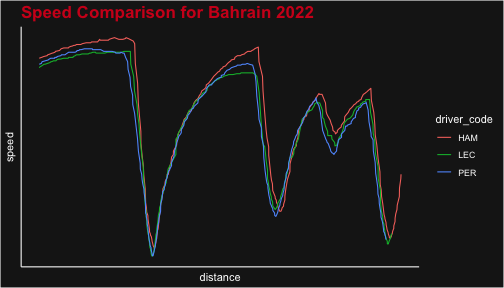 Speed Comparison for Bahrain 2022
speed
distance
driver_code
HAM
LEC
PER